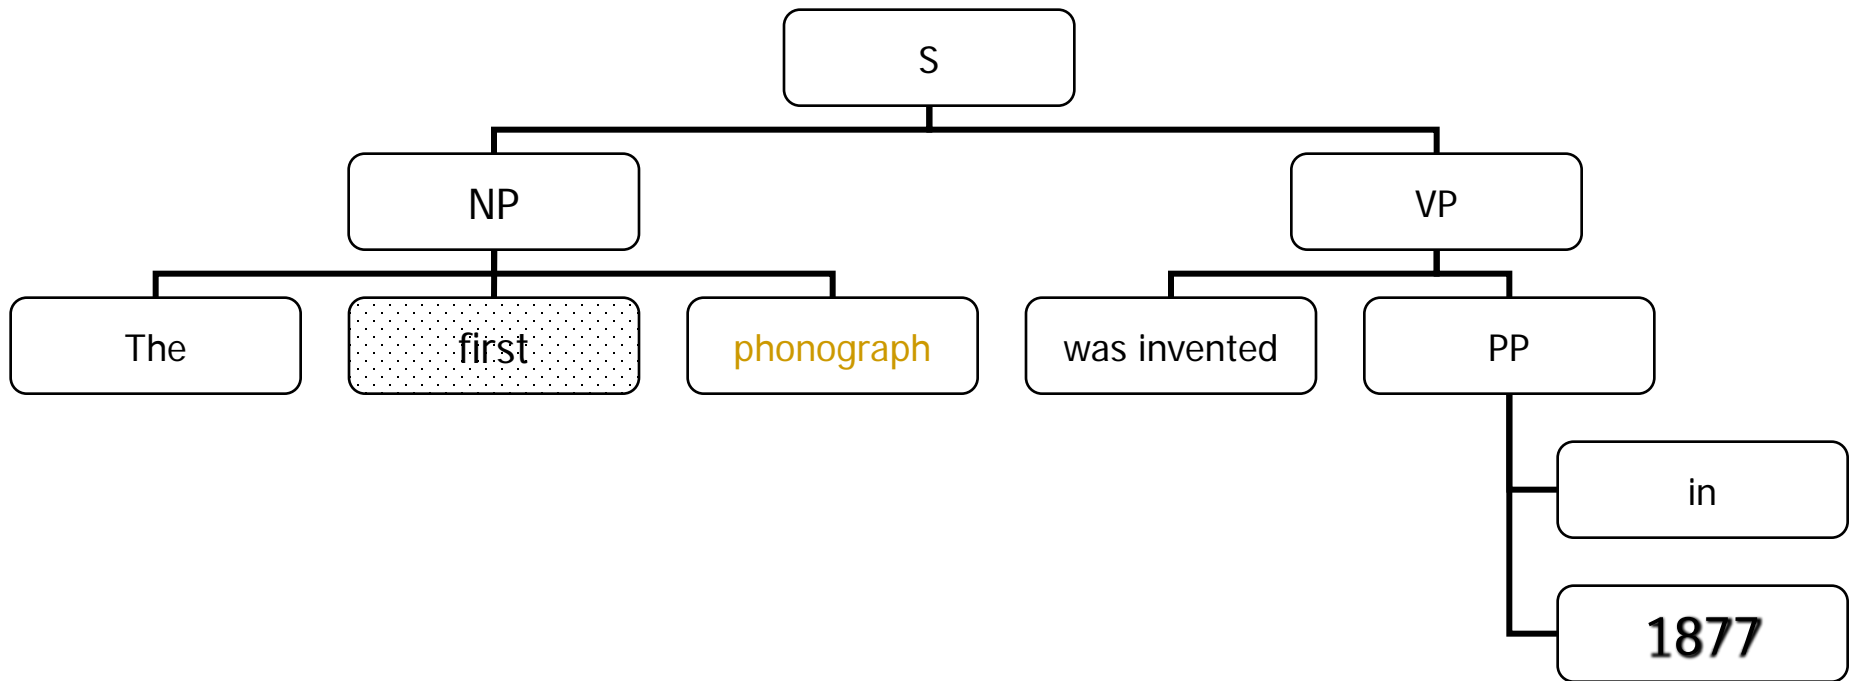 S
NP
VP
The
first
phonograph
was invented
PP
in
1877